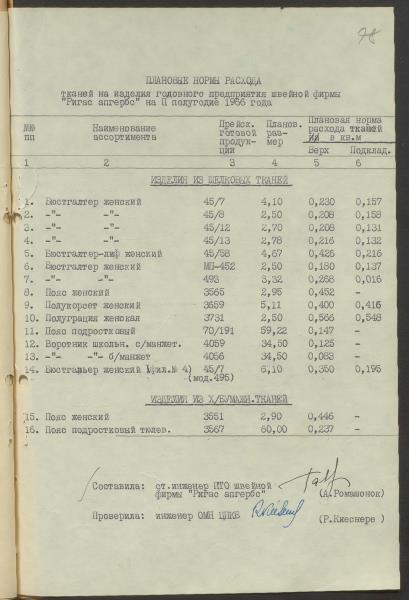 78
ПЛАНОВЫЕ НОРМЫ РАСХОДА
тканей на изделия головного предприятия швейной фирмы
"Ригас апгербс" на II полугодие 1966 года
№№ пп Наименование ассортимента Прейск. готовой продукции Планов. размер Плановая норма расхода тканей в кв.м
Верх Подклад.
1 2 3 4 5 6
ИЗДЕЛИЯ ИЗ ШЕЛКОВЫХ ТКАНЕЙ
1. Бюстгалтер женский 45/7 4,10 0,230 0,157
2. -"- -"- 45/8 2,50 0,208 0,158
3. -"- -"- 45/12 2,70 0,208 0,131
4. -"- -"- 45/13 2,78 0,216 0,132
5. Бюстгалтер-лиф женский 45/58 4,67 0,426 0,216
6. Бюстгалтер женский МП-452 2,50 0,180 0,137
7. -"- -"- 493 3,32 0,268 0,016
8. Пояс женский 3565 2,95 0,452 -
9. Полукорсет женский 3659 5,11 0,400 0,416
10. Полуграция женская 3731 2,50 0,566 0,548
11. Пояс подростковый 70/191 59,22 0,147 -
12. Воротник школьн. с/манжет. 4059 34,50 0,125 -
13. -"- -"- б/манжет 4056 34,50 0,083 -
14. Бюстгальер женский (фил.№ 4) 45/7 6,10 0,350 0,195
(мод.495)
ИЗДЕЛИЯ ИЗ Х/БУМАЖН.ТКАНЕЙ
15. Пояс женский 3551 2,90 0,446 -
16. Пояс подростковый тюлев. 3567 60,00 0,237 -
Составила: ст.инженер ИТО швейной
фирмы "Ригас апгербс" (А.Романонок)
Проверила: инженер ОМН ЦПКБ (Р.Киеснере )